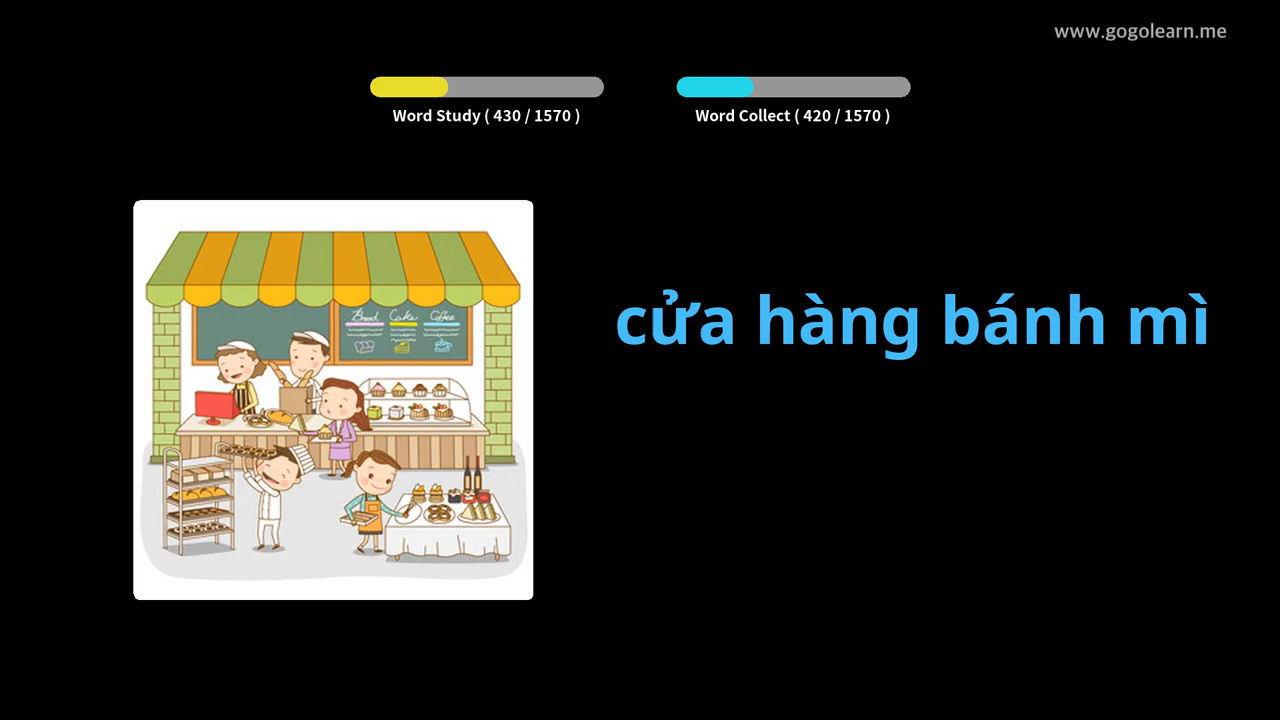 www.gogolearn.me
Word Study ( 430 / 1570 )
Word Collect ( 420 / 1570 )
Bread Cake Coffee
cửa hàng bánh mì